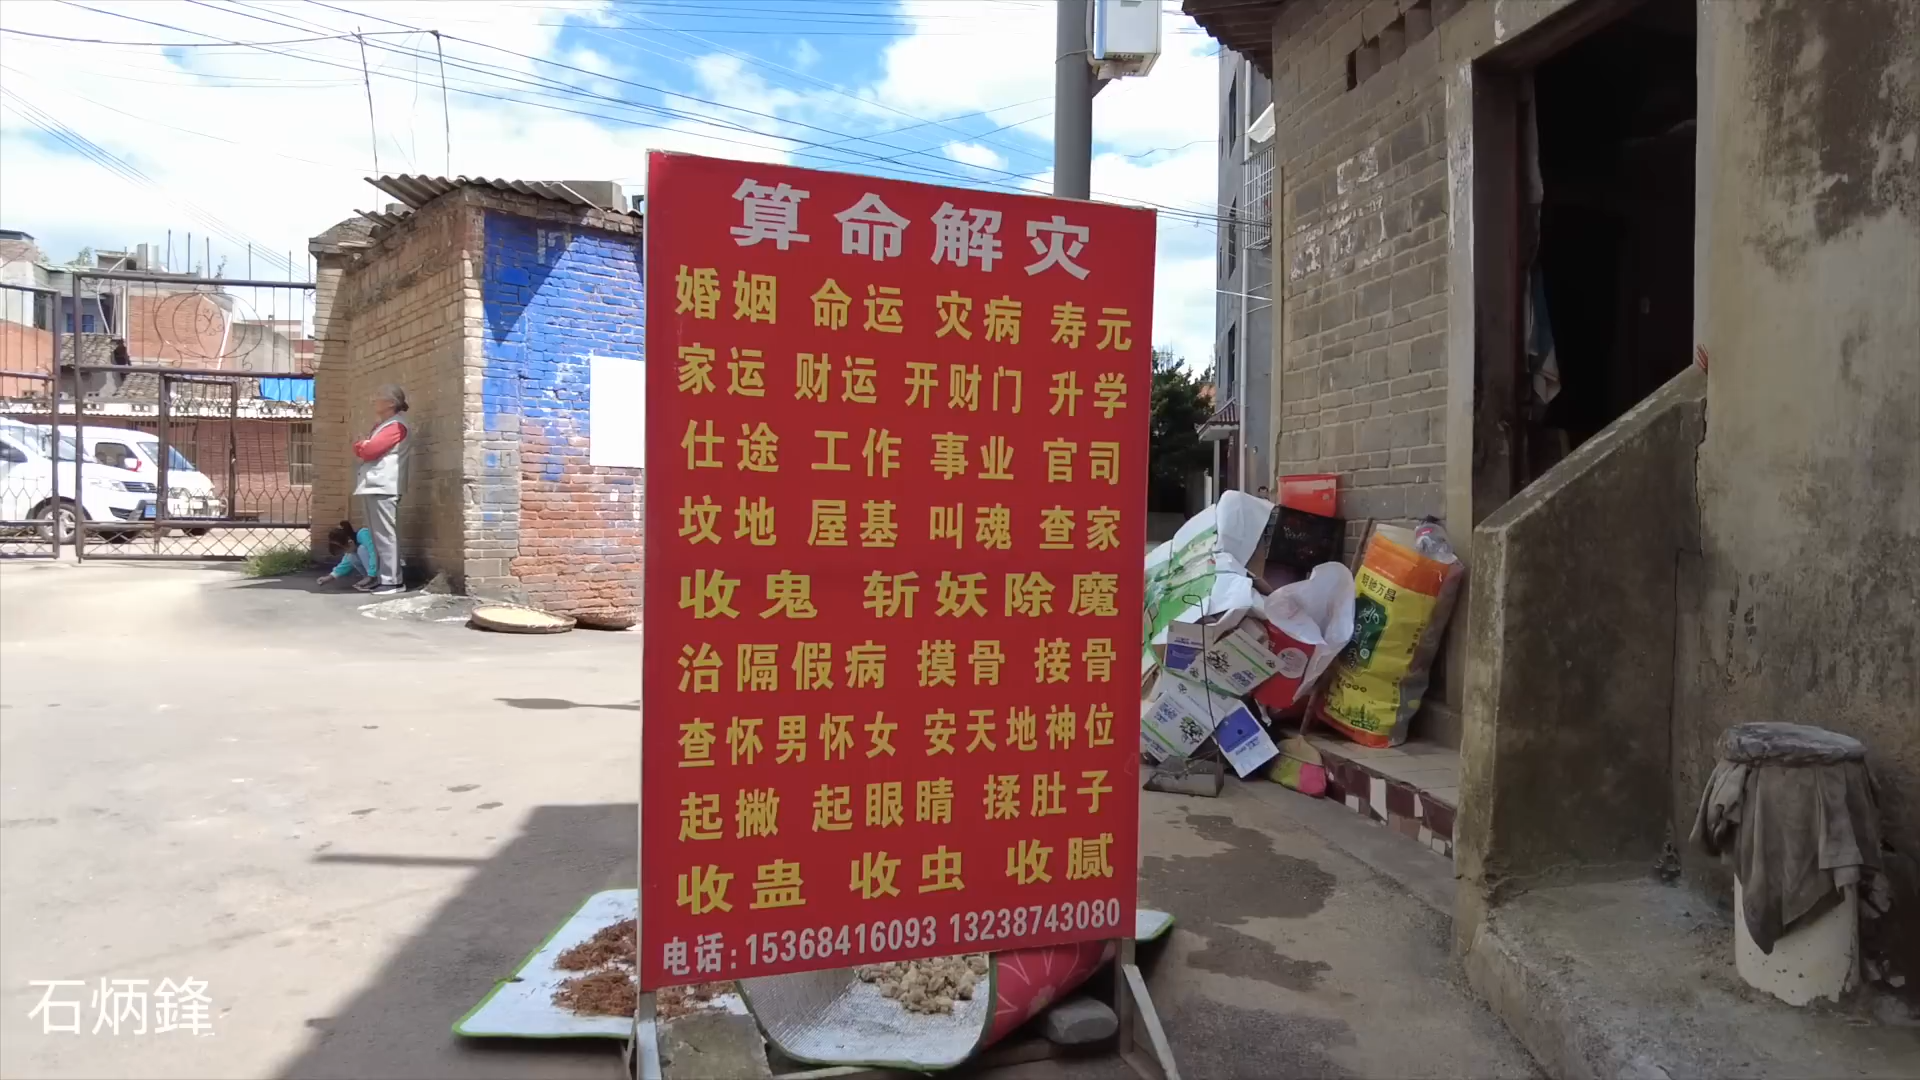 算命解灾
婚姻 命运 灾病 寿元
家运 财运 开财门 升学
仕途 工作 事业 官司
坟地 屋基 叫魂 查家
收鬼 斩妖除魔
治隔假病 摸骨 接骨
查怀男怀女 安天地神位
起撇 起眼睛 揉肚子
收蛊 收虫 收腻
电话:15368416093 13238743080
石炳鋒